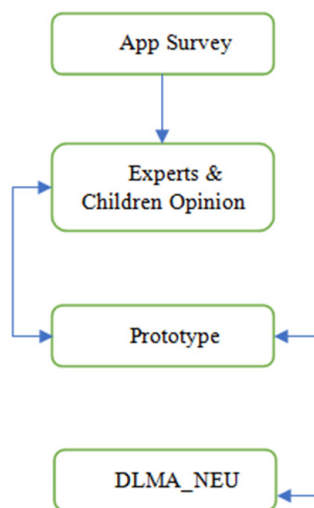 App Survey
Experts &
Children Opinion
Prototype
DLMA_NEU